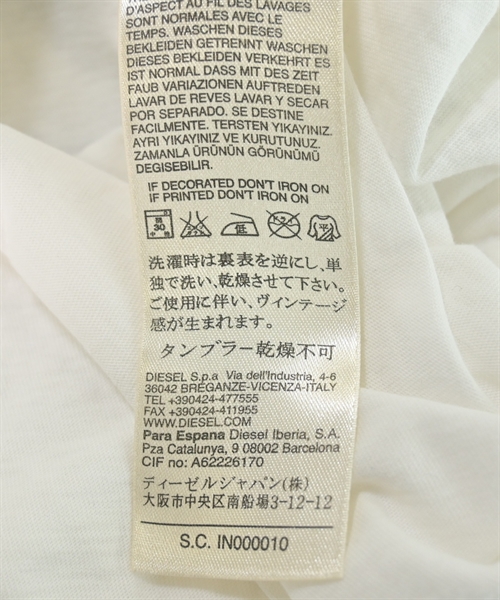 D'ASPECT AU FIL DES LAVAGES
SONT NORMALES AVEC LE
TEMPS. WASCHEN DIESES
BEKLEIDEN GETRENNT WASCHEN
DIESES BEKLEIDEN VERKEHRT ES
IST NORMAL DASS MIT DES ZEIT
FAUB VARIAZIONEN AUFTREDEN
LAVAR DE REVES LAVAR Y SECAR
POR SEPARADO. SE DESTINE
FACILMENTE. TERSTEN YIKAYINIZ.
AYRI YIKAYINIZ VE KURUTUNUZ.
ZAMANLA ÜRÜNÜN GÖRÜNÜMÜ
DEGISEBILIR.
IF DECORATED DON'T IRON ON
IF PRINTED DON'T IRON ON
30 中 低 平
洗濯時は裏表を逆にし、単
独で洗い、乾燥させて下さい。
ご使用に伴い、ヴィンテージ
感が生まれます。
タンブラー乾燥不可
DIESEL S.p.a Via dell'Industria, 4-6
36042 BREGANZE-VICENZA-ITALY
TEL +390424-477555
FAX +390424-411955
WWW.DIESEL.COM
Para Espana Diesel Iberia, S.A.
Pza Catalunya, 9 08002 Barcelona
CIF no: A62226170
ディーゼルジャパン(株)
大阪市中央区南船場3-12-12
S.C. IN000010